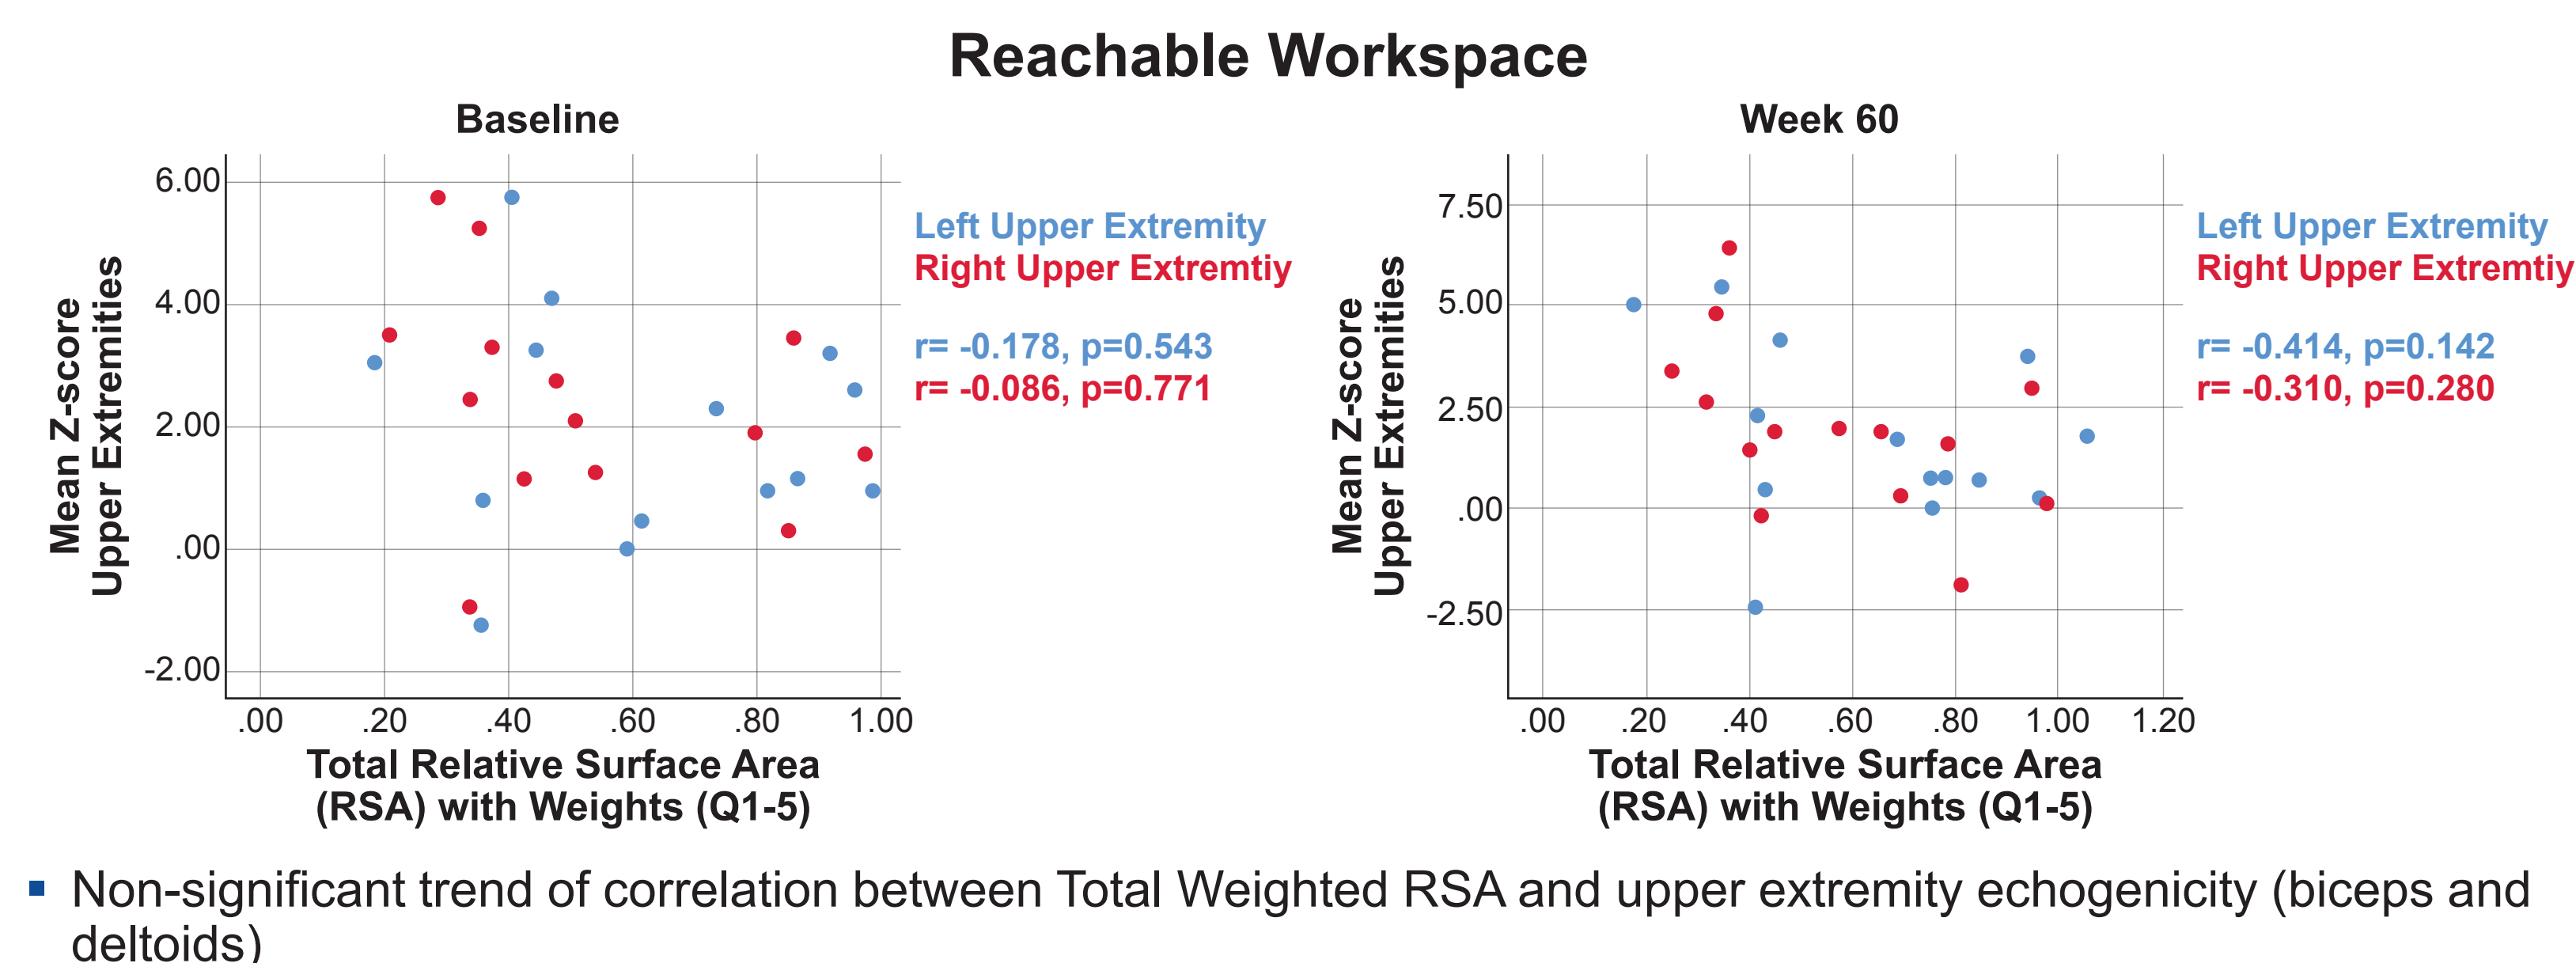 Reachable Workspace
Baseline
6.00
4.00
2.00
.00
-2.00
Mean Z-score
Upper Extremities
.00 .20 .40 .60 .80 1.00
Total Relative Surface Area
(RSA) with Weights (Q1-5)
Left Upper Extremity
Right Upper Extremtiy
r= -0.178, p=0.543
r= -0.086, p=0.771
Week 60
7.50
5.00
2.50
.00
-2.50
Mean Z-score
Upper Extremities
.00 .20 .40 .60 .80 1.00 1.20
Total Relative Surface Area
(RSA) with Weights (Q1-5)
Left Upper Extremity
Right Upper Extremtiy
r= -0.414, p=0.142
r= -0.310, p=0.280
▪ Non-significant trend of correlation between Total Weighted RSA and upper extremity echogenicity (biceps and
deltoids)